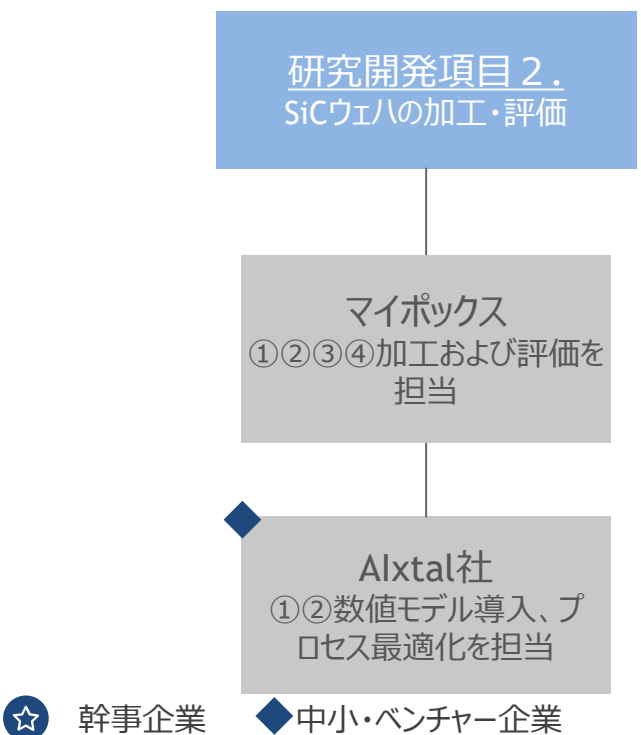 研究開発項目２.
SiCウェハの加工・評価
マイポックス
①②③④加工および評価を
担当
AIxtal社
①②数値モデル導入、プ
ロセス最適化を担当
幹事企業 中小・ベンチャー企業